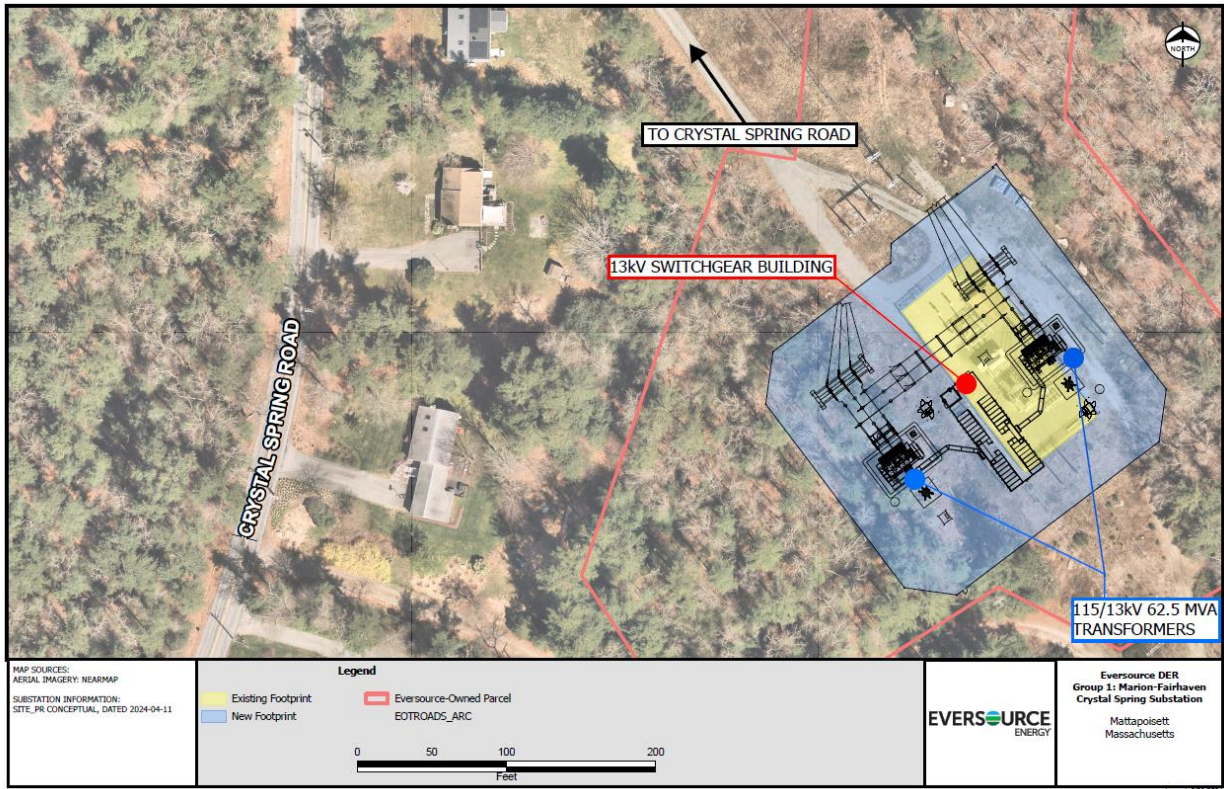 NORTH
TO CRYSTAL SPRING ROAD
13kV SWITCHGEAR BUILDING
CRYSTAL SPRING ROAD
115/13kV 62.5 MVA
TRANSFORMERS
MAP SOURCES:
AERIAL IMAGERY: NEARMAP
SUBSTATION INFORMATION:
SITE_PR CONCEPTUAL, DATED 2024-04-11
Legend
Existing Footprint
New Footprint
Eversource-Owned Parcel
EOTROADS_ARC
0 50 100 200
Feet
EVERSOURCE
ENERGY
Eversource DER
Group 1: Marion-Fairhaven
Crystal Spring Substation
Mattapoisett
Massachusetts